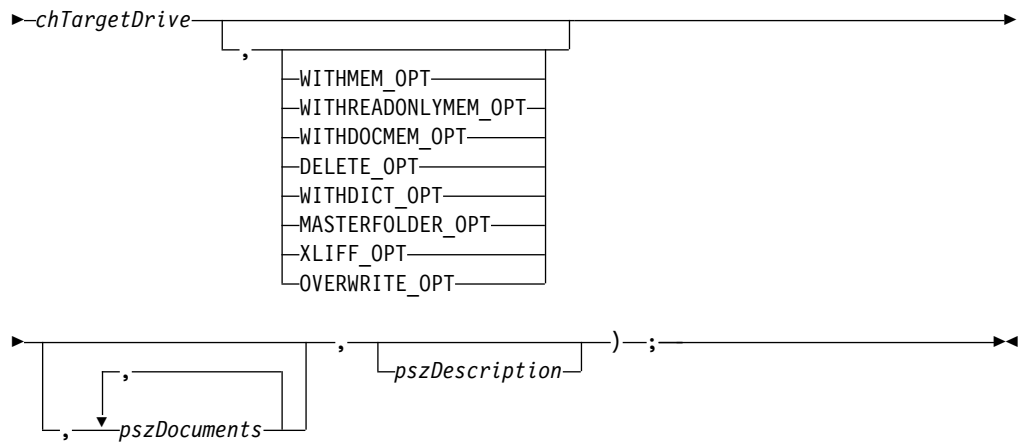 chTargetDrive
,
WITHMEM_OPT
WITHREADONLYMEM_OPT
WITHDOCMEM_OPT
DELETE_OPT
WITHDICT_OPT
MASTERFOLDER_OPT
XLIFF_OPT
OVERWRITE_OPT
, ) ;
pszDescription
,
, pszDocuments